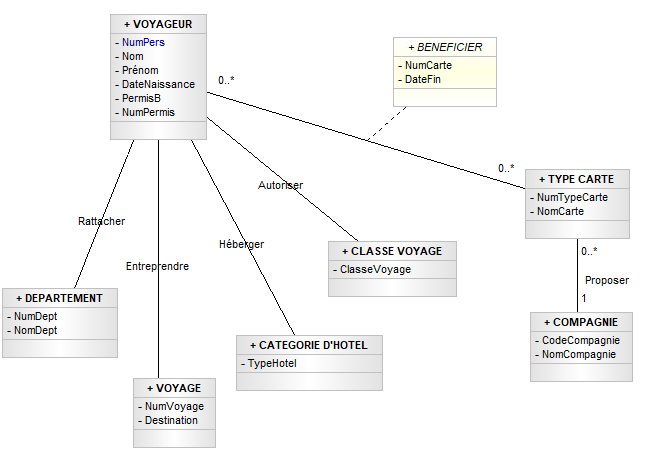 + VOYAGEUR
- NumPers
- Nom
- Prénom
- DateNaissance
- PermisB
- NumPermis
+ BENEFICIER
- NumCarte
- DateFin
0..*
0..*
+ TYPE CARTE
- NumTypeCarte
- NomCarte
Autoriser
Rattacher
Héberger
Entreprendre
+ CLASSE VOYAGE
- ClasseVoyage
0..*
Proposer
1
+ DEPARTEMENT
- NumDept
- NomDept
+ CATEGORIE D'HOTEL
- TypeHotel
+ COMPAGNIE
- CodeCompagnie
- NomCompagnie
+ VOYAGE
- NumVoyage
- Destination